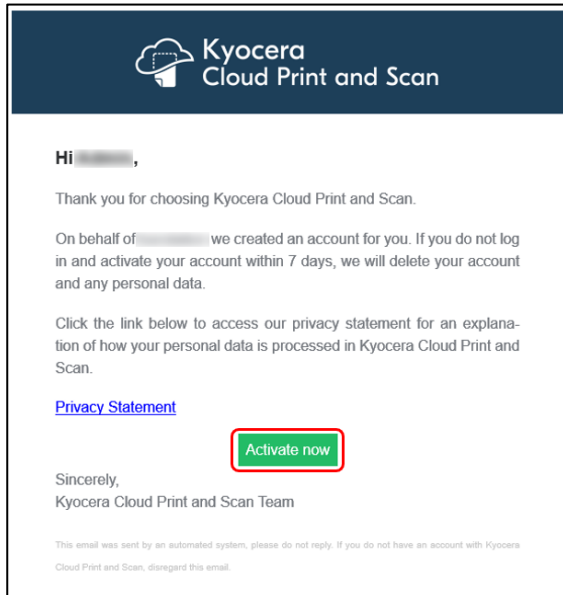 Kyocera
Cloud Print and Scan
Hi ,
Thank you for choosing Kyocera Cloud Print and Scan.
On behalf of we created an account for you. If you do not log
in and activate your account within 7 days, we will delete your account
and any personal data.
Click the link below to access our privacy statement for an explana-
tion of how your personal data is processed in Kyocera Cloud Print and
Scan.
Privacy Statement
Activate now
Sincerely,
Kyocera Cloud Print and Scan Team
This email was sent by an automated system, please do not reply. If you do not have an account with Kyocera
Cloud Print and Scan, disregard this email.